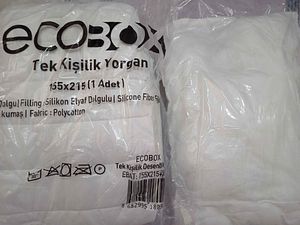 ecoBOX
Tek Kişilik Yorgan
155x215 (1 Adet)
Dolgu | Filling : Silikon Elyaf Dolgulu | Silicone Fiber
kumaş | Fabric : Polycation
ECOBOX
Tek Kişilik Desenli
EBAT: 155X215